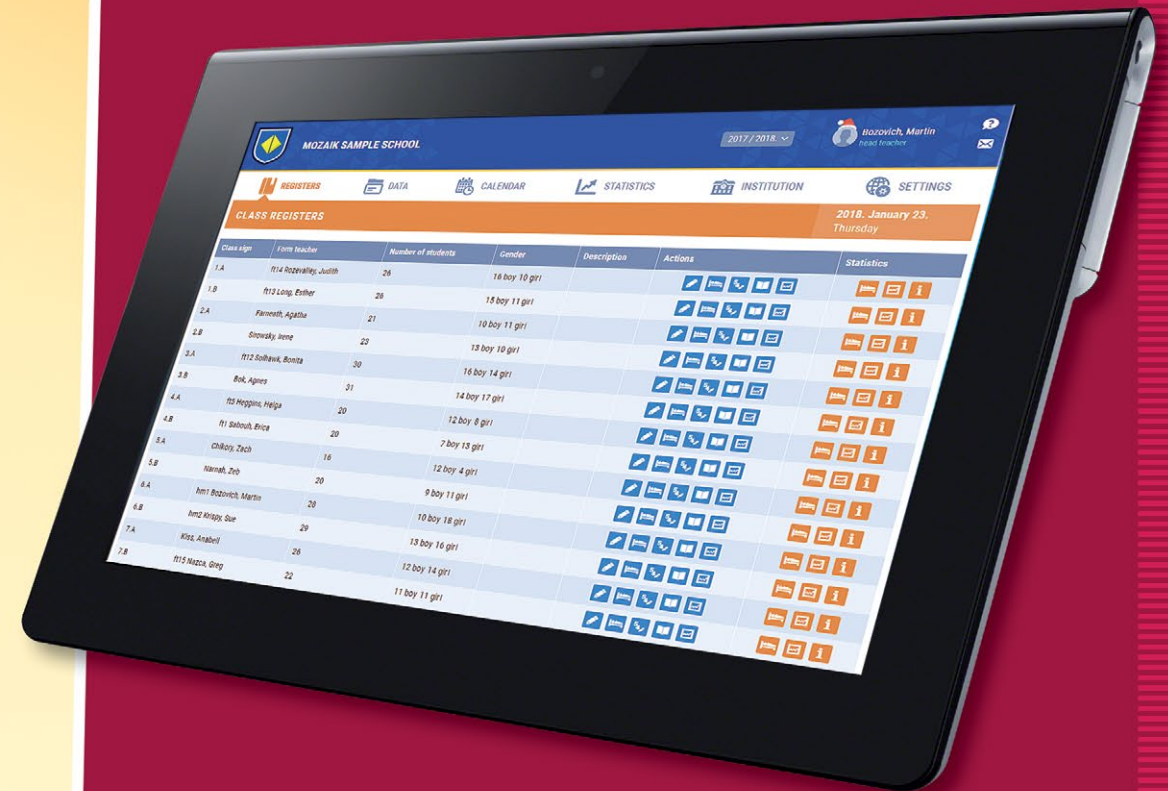 MOZAIK SAMPLE SCHOOL 2017 / 2018. Bozovich, Martin
head teacher
REGISTERS DATA CALENDAR STATISTICS INSTITUTION SETTINGS
CLASS REGISTERS 2018. January 23.
Thursday
Class sign Form teacher Number of students Gender Description Actions Statistics
1.A ft14 Rozevalley, Judith 26 16 boy 10 girl
1.B ft13 Long, Esther 26 15 boy 11 girl
2.A Farneeth, Agatha 21 10 boy 11 girl
2.B Sirowsky, Irene 23 13 boy 10 girl
3.A ft12 Solhawk, Bonita 30 16 boy 14 girl
3.B Bok, Agnes 31 14 boy 17 girl
4.A ft3 Heggins, Helga 20 12 boy 8 girl
4.B ft1 Sabouh, Erica 20 7 boy 13 girl
5.A Chikory, Zach 16 12 boy 4 girl
5.B Narnah, Zeb 20 9 boy 11 girl
6.A hm1 Bozovich, Martin 28 10 boy 18 girl
6.B hm2 Krispy, Sue 29 13 boy 16 girl
7.A Kiss, Anabell 26 12 boy 14 girl
7.B ft15 Nazca, Greg 22 11 boy 11 girl